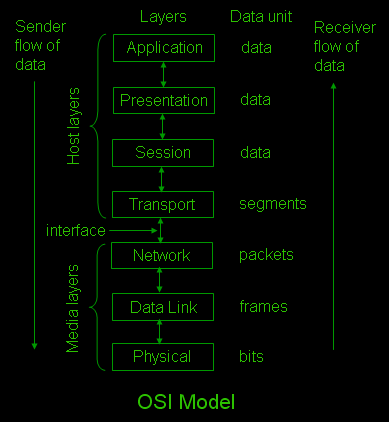 Sender
flow of
data
Layers
Data unit
Receiver
flow of
data
Application
data
Presentation
data
Session
data
Transport
segments
Host layers
interface
Network
packets
Data Link
frames
Physical
bits
Media layers
OSI Model